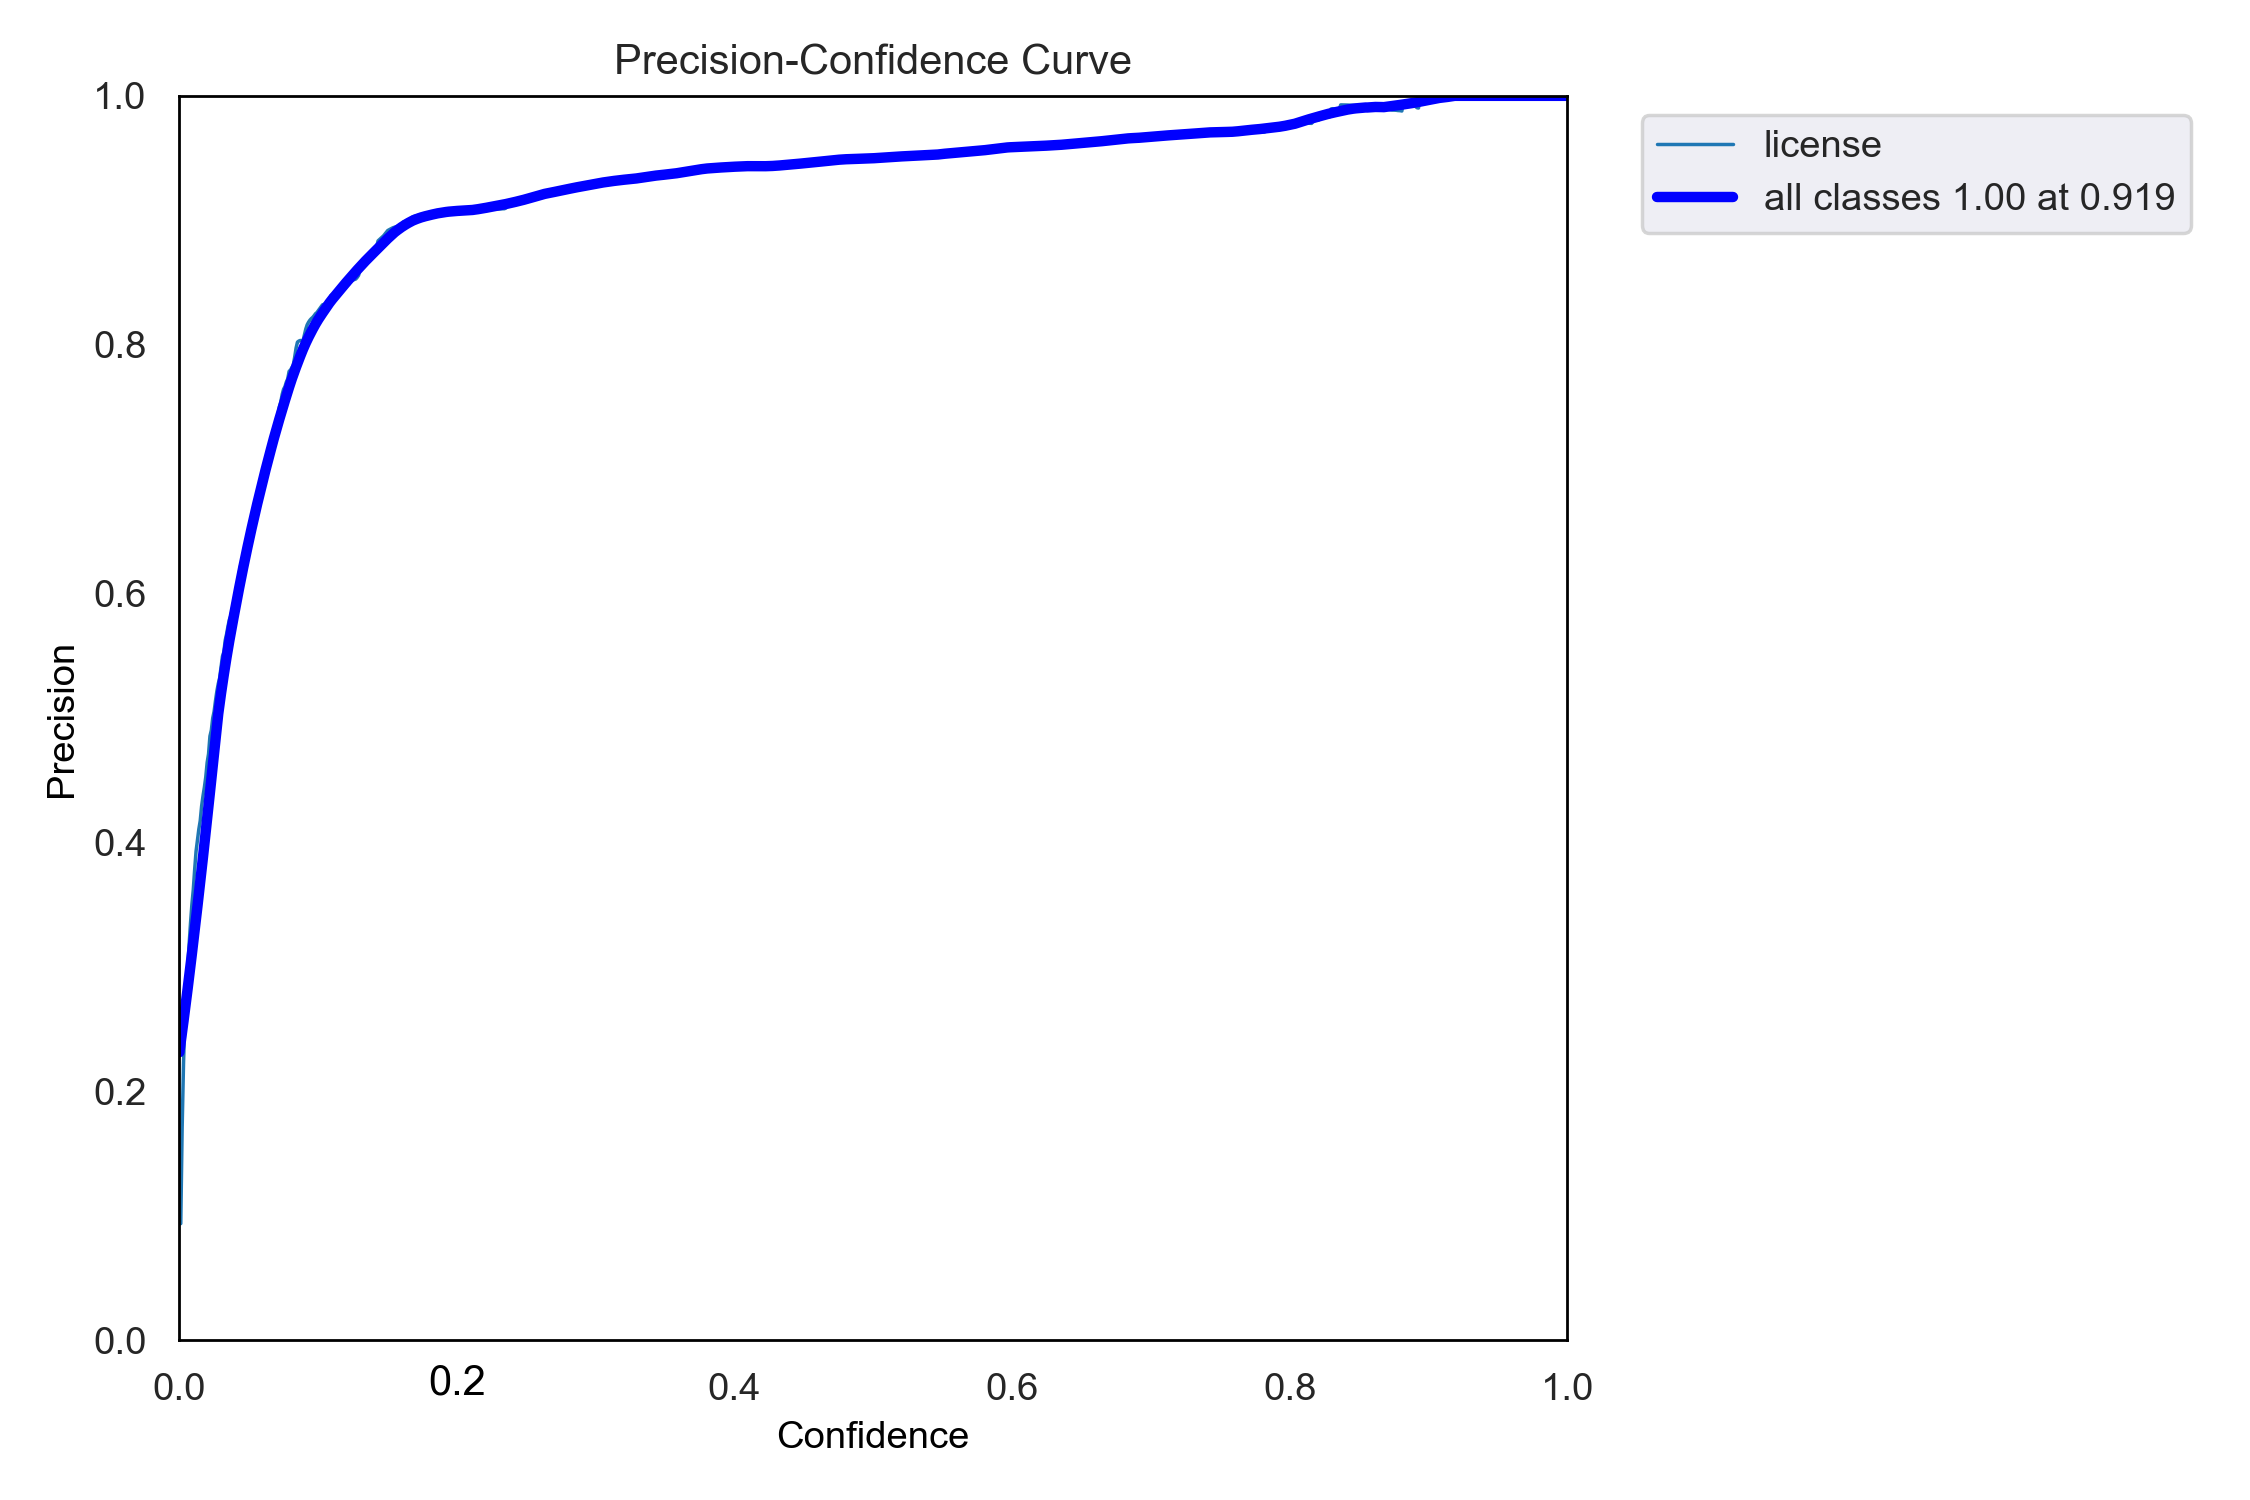 Precision-Confidence Curve
1.0
0.8
0.6
0.4
0.2
0.0
Precision
0.0 0.2 0.4 0.6 0.8 1.0
Confidence
license
all classes 1.00 at 0.919